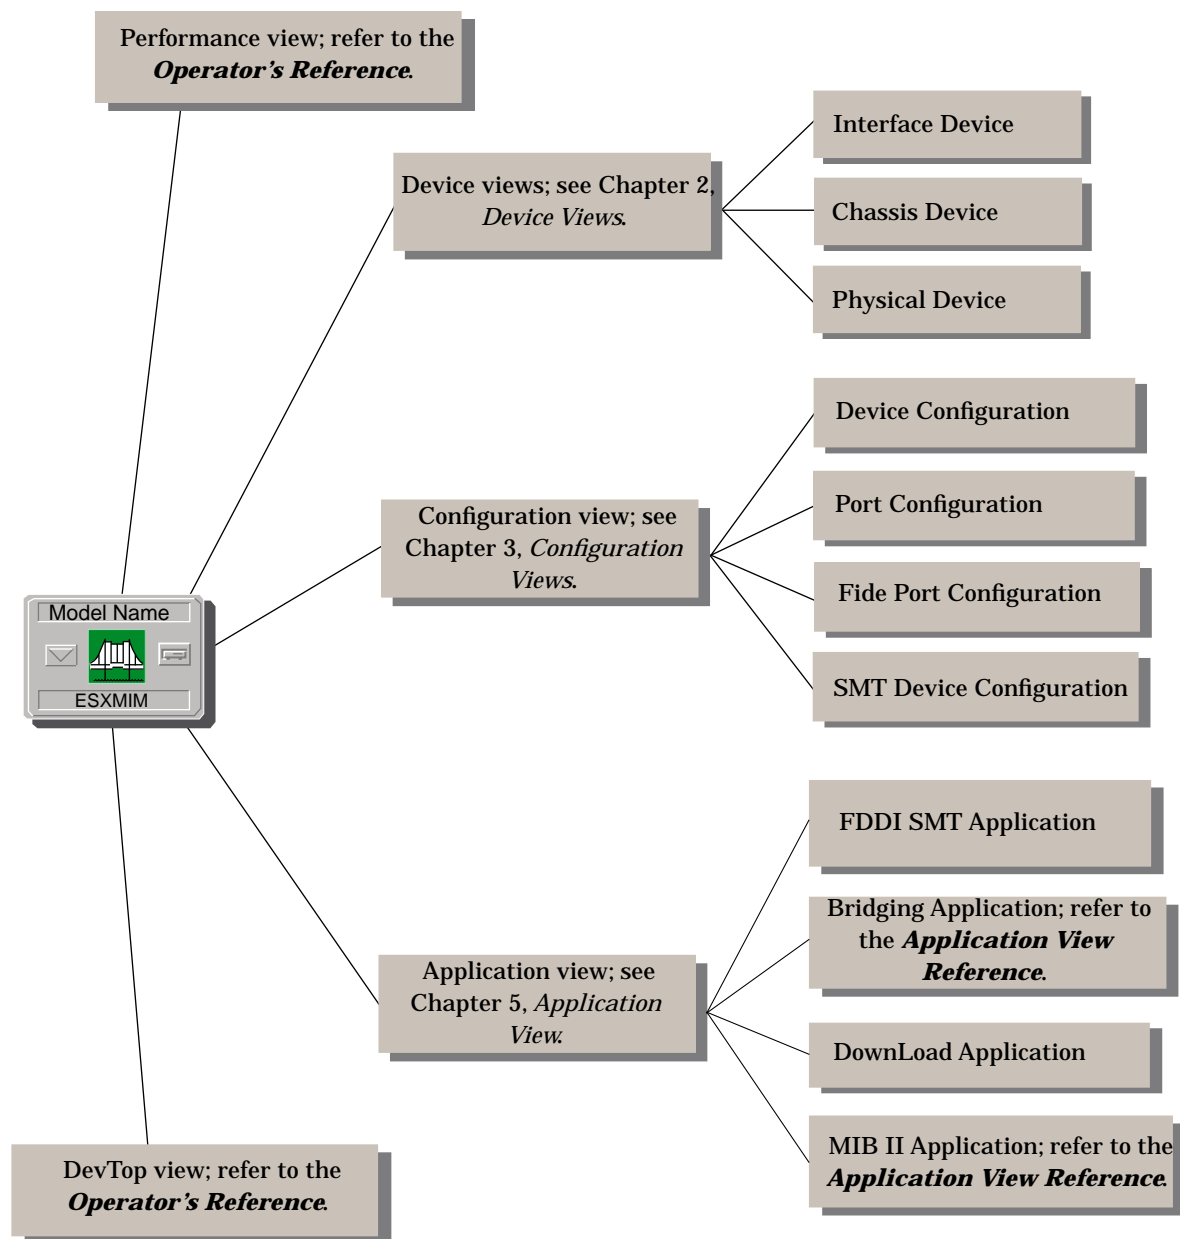 Performance view; refer to the
Operator's Reference.
Device views; see Chapter 2,
Device Views.
Interface Device
Chassis Device
Physical Device
Configuration view; see
Chapter 3, Configuration
Views.
Device Configuration
Port Configuration
Fide Port Configuration
SMT Device Configuration
Model Name
ESXMIM
Application view; see
Chapter 5, Application
View.
FDDI SMT Application
Bridging Application; refer to
the Application View
Reference.
DownLoad Application
MIB II Application; refer to the
Application View Reference.
DevTop view; refer to the
Operator's Reference.